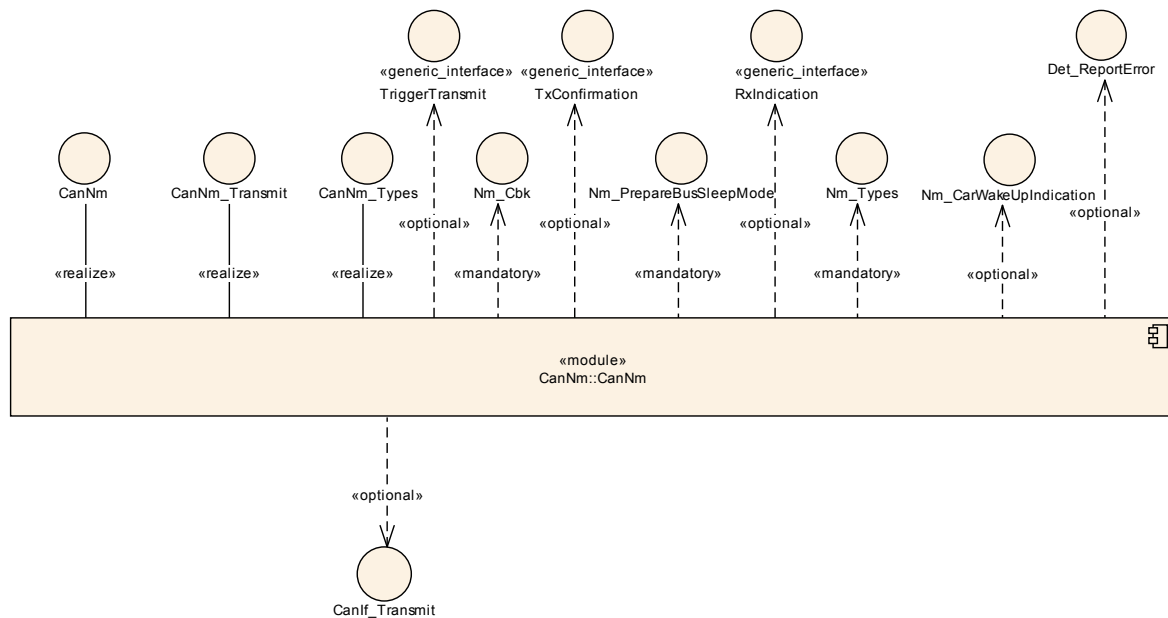 «generic_interface»
TriggerTransmit
«generic_interface»
TxConfirmation
«generic_interface»
RxIndication
Det_ReportError
CanNm
CanNm_Transmit
CanNm_Types
Nm_Cbk
Nm_PrepareBusSleepMode
Nm_Types
Nm_CarWakeUpIndication
«optional»
«optional»
«optional»
«optional»
«realize»
«realize»
«realize»
«mandatory»
«mandatory»
«mandatory»
«optional»
«module»
CanNm::CanNm
«optional»
CanIf_Transmit